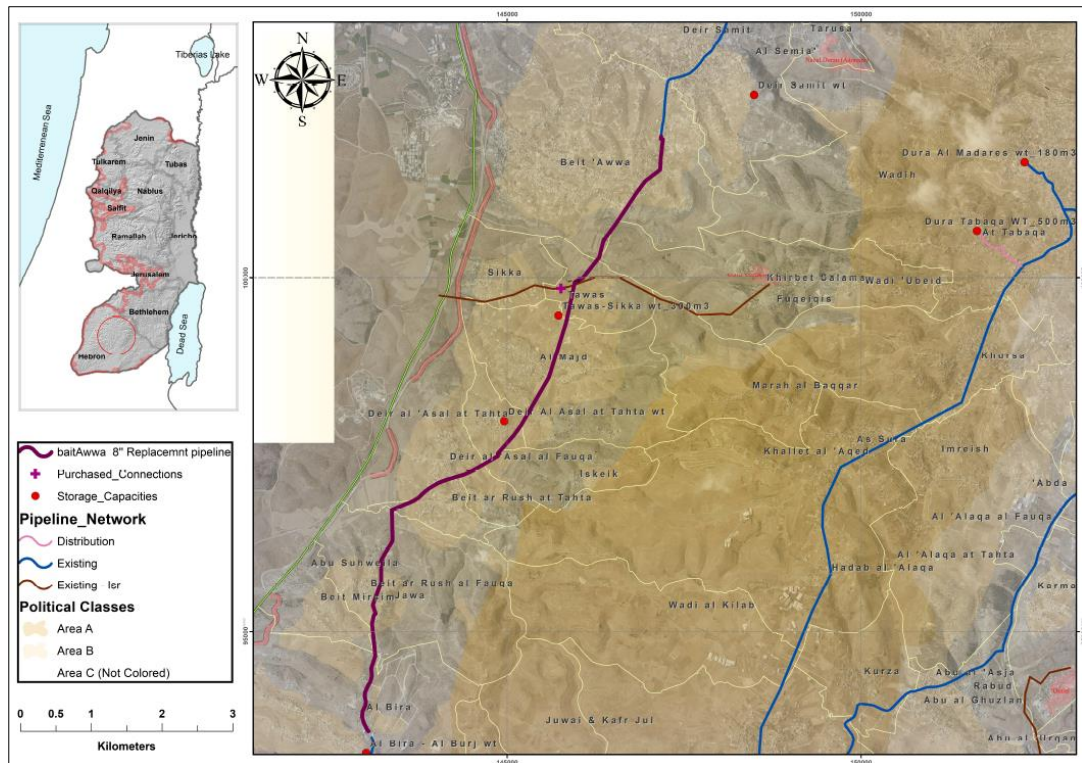 Tiberias Lake
Mediterranean Sea
Jenin
Tulkarem
Tubas
Qalqilya
Nablus
Salfit
Ramallah
Jericho
Jerusalem
Bethlehem
Dead Sea
Hebron
baitAwwa 8" Replacemnt pipeline
Purchased_Connections
Storage_Capacities
Pipeline_Network
Distribution
Existing
Existing Isr
Political Classes
Area A
Area B
Area C (Not Colored)
0 0.5 1 2 3
Kilometers
145000
150000
N
W E
S
Deir Samit
Tarusa
Al Semia'
Deir Samit wt
Beit 'Awwa
Dura Al Madares wt_180m3
Wadih
Dura Tabaqa WT_500m3
At Tabaqa
100000
Sikka
Khirbet Salama
Wadi 'Ubeid
Tawas
Fuqeiqis
Tawas-Sikka wt_300m3
Al Majd
Khursa
Marah al Baqqar
Deir al 'Asal at Tahta
Deir Al Asal at Tahta wt
As Sura
Khallet al 'Aqed
Imreish
Deir al 'Asal al Fauqa
Iskeik
Beit ar Rush at Tahta
'Abda
Al 'Alaqa al Fauqa
Abu Suhweila
Al 'Alaqa at Tahta
Hadab al 'Alaqa
Beit ar Rush al Fauqa
Karma
Beit Mirsim
Jawa
Wadi al Kilab
95000
Kurza
Abu al 'Asja
Rabud
Abu al Ghuzlan
Al Bira
Juwai & Kafr Jul
Abu al 'Urqan
Al Bira - Al Burj wt
145000
150000